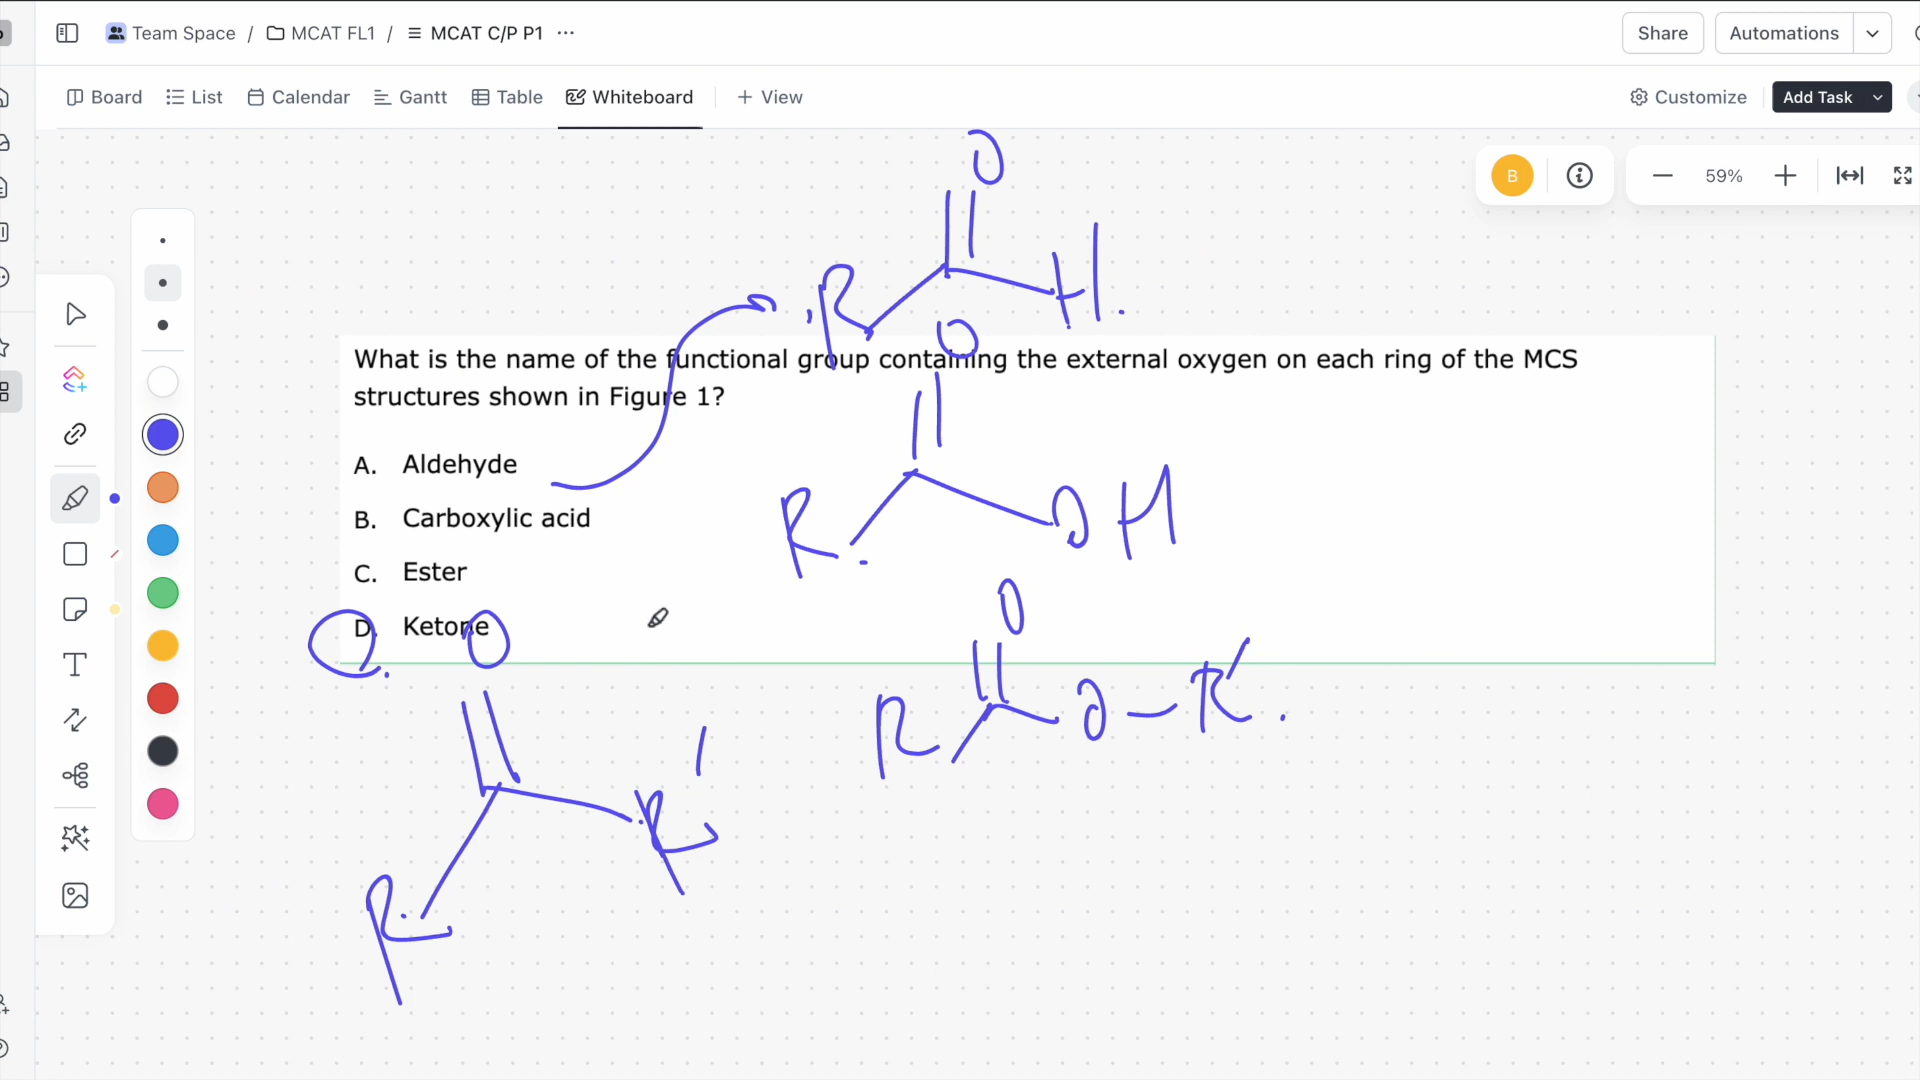 Team Space / MCAT FL1 / MCAT C/P P1 ...
Share
Automations
Board
List
Calendar
Gantt
Table
Whiteboard
+ View
Customize
Add Task
B
59%
O
R
H
O
What is the name of the functional group containing the external oxygen on each ring of the MCS
structures shown in Figure 1?
A. Aldehyde
B. Carboxylic acid
R
OH
C. Ester
D. Ketone
O
O
R
O-R'
R'
R
T